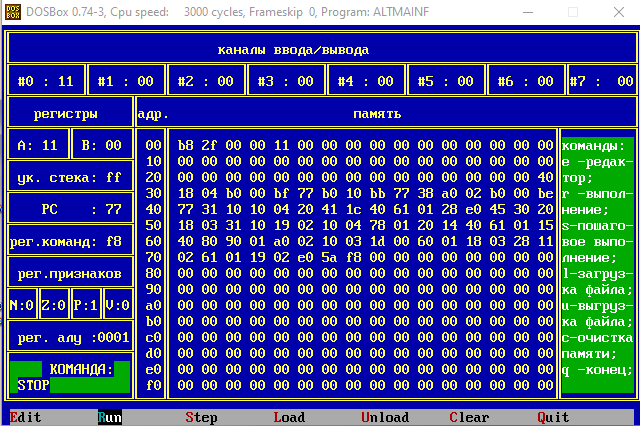 DOSBox 0.74-3, Cpu speed: 3000 cycles, Frameskip 0, Program: ALTMAINF
каналы ввода/вывода
#0 : 11 #1 : 00 #2 : 00 #3 : 00 #4 : 00 #5 : 00 #6 : 00 #7 : 00
регистры адр. память
A: 11 B: 00 00 b8 2f 00 00 11 00 00 00 00 00 00 00 00 00 00 00 команды:
10 00 00 00 00 00 00 00 00 00 00 00 00 00 00 00 00 e -редак-
ук. стека: ff 20 00 00 00 00 00 00 00 00 00 00 00 00 00 00 00 40 тор;
30 18 04 b0 00 bf 77 b0 10 bb 77 38 a0 02 b0 00 be r -выпол-
PC : 77 40 77 31 10 10 04 20 41 1c 40 61 01 28 e0 45 30 20 нение;
50 18 03 31 10 19 02 10 04 78 01 20 14 40 61 01 15 s-пошаго-
рег.команд: f8 60 40 80 90 01 a0 02 10 03 1d 00 60 01 18 03 28 11 вое выпо-
70 02 61 01 19 02 e0 5a f8 00 00 00 00 00 00 00 00 лнение;
рег.признаков 80 00 00 00 00 00 00 00 00 00 00 00 00 00 00 00 00 l-загруз-
90 00 00 00 00 00 00 00 00 00 00 00 00 00 00 00 00 ка файла;
N:0 Z:0 P:1 V:0 a0 00 00 00 00 00 00 00 00 00 00 00 00 00 00 00 00 u-выгруз-
b0 00 00 00 00 00 00 00 00 00 00 00 00 00 00 00 00 ка файла;
рег. алу :0001 c0 00 00 00 00 00 00 00 00 00 00 00 00 00 00 00 00 c-очистка
d0 00 00 00 00 00 00 00 00 00 00 00 00 00 00 00 00 памяти;
КОМАНДА: e0 00 00 00 00 00 00 00 00 00 00 00 00 00 00 00 00 q -конец;
STOP f0 00 00 00 00 00 00 00 00 00 00 00 00 00 00 00 00
Edit Run Step Load Unload Clear Quit